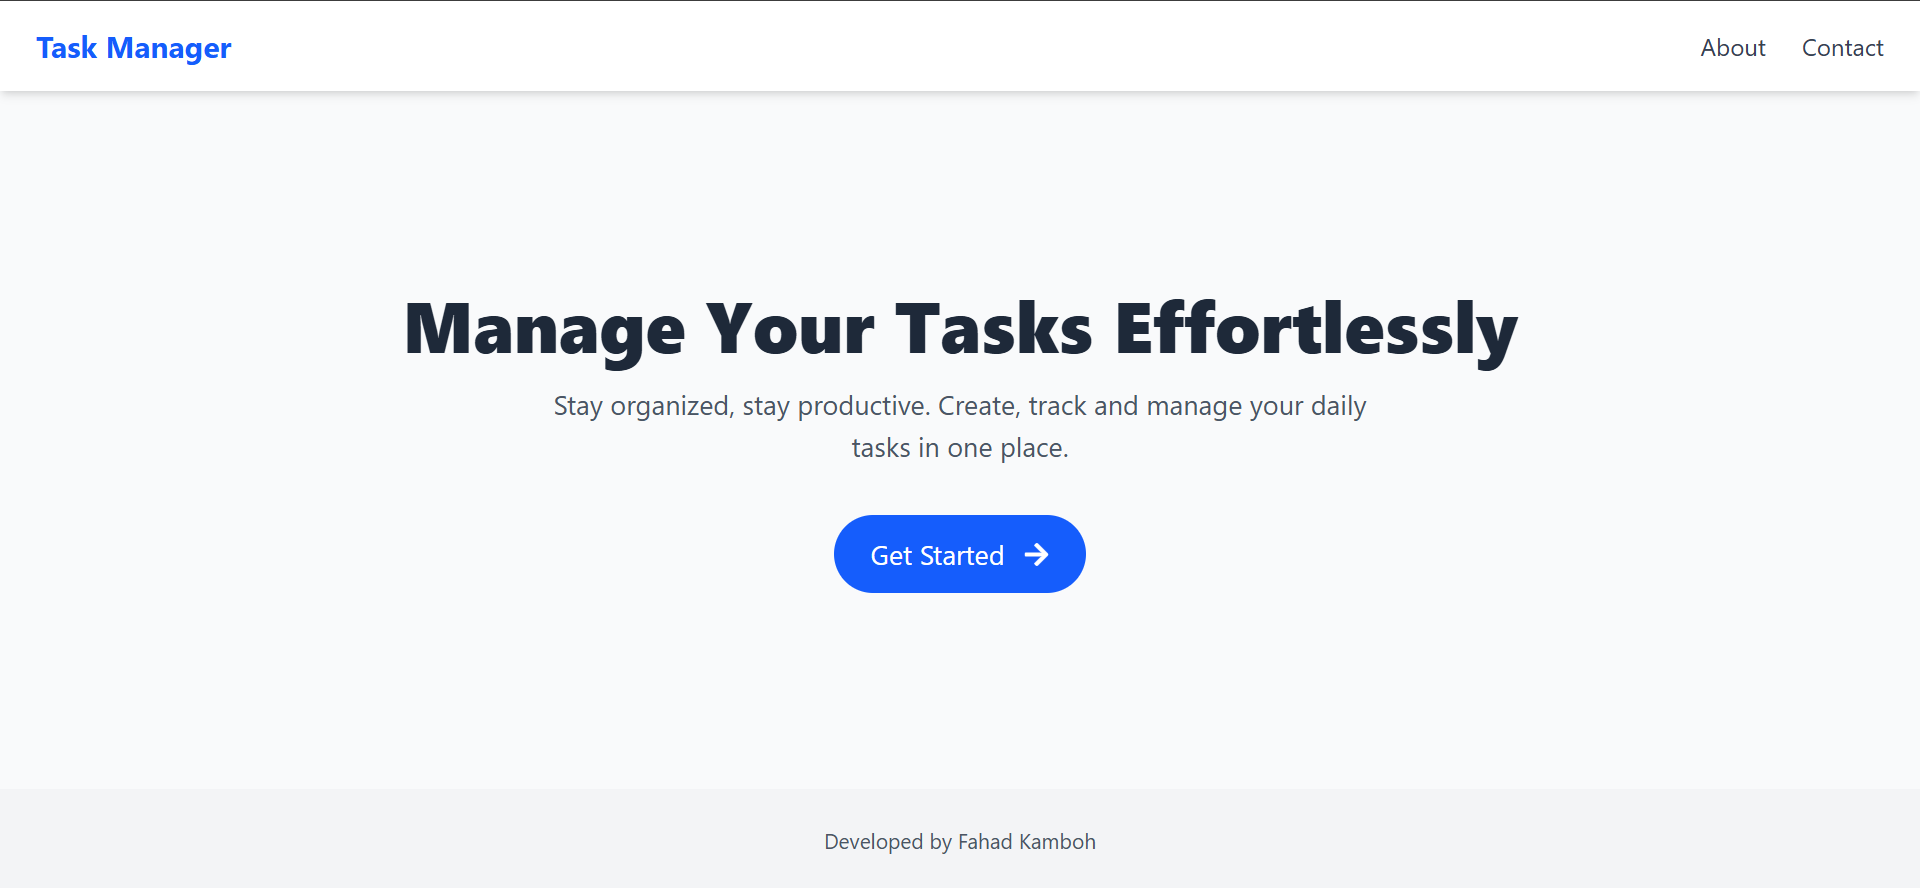 Task Manager
About
Contact
Manage Your Tasks Effortlessly
Stay organized, stay productive. Create, track and manage your daily
tasks in one place.
Get Started
Developed by Fahad Kamboh